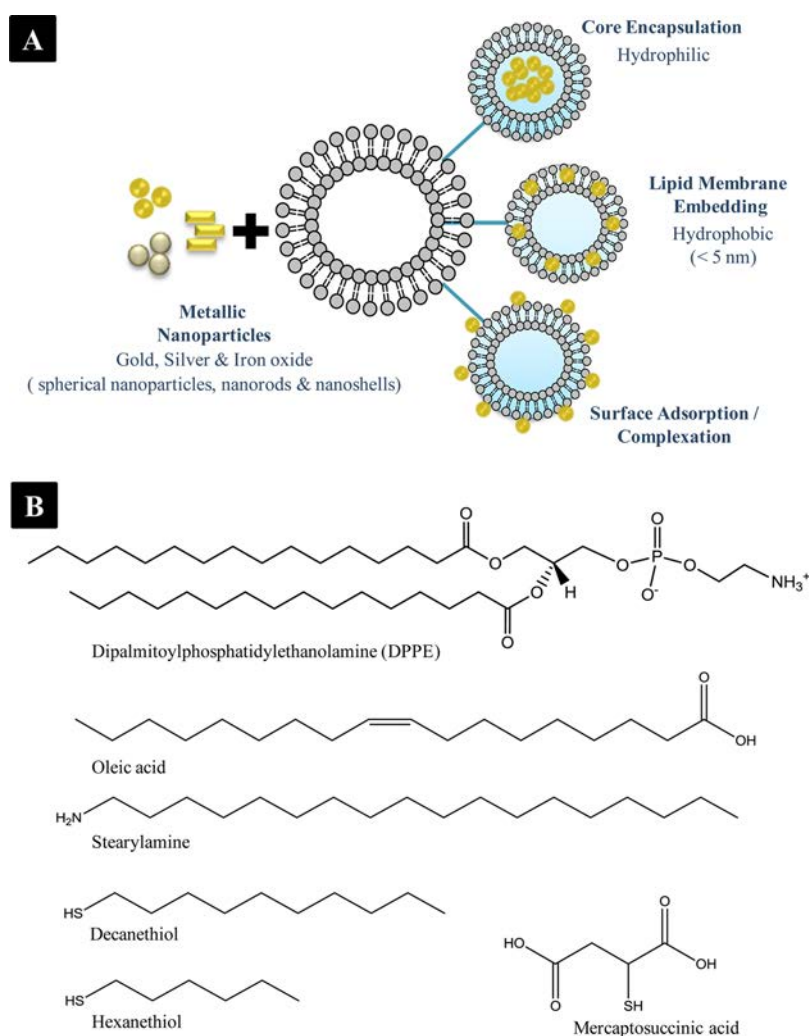 A
Core Encapsulation
Hydrophilic
Lipid Membrane
Embedding
Hydrophobic
(< 5 nm)
Metallic
Nanoparticles
Gold, Silver & Iron oxide
( spherical nanoparticles, nanorods & nanoshells)
Surface Adsorption /
Complexation
B
O
O
O
P
O
O
O
O-
NH3+
H
O
Dipalmitoylphosphatidylethanolamine (DPPE)
O
OH
Oleic acid
H2N
Stearylamine
HS
Decanethiol
HS
Hexanethiol
O
HO
OH
O
SH
Mercaptosuccinic acid